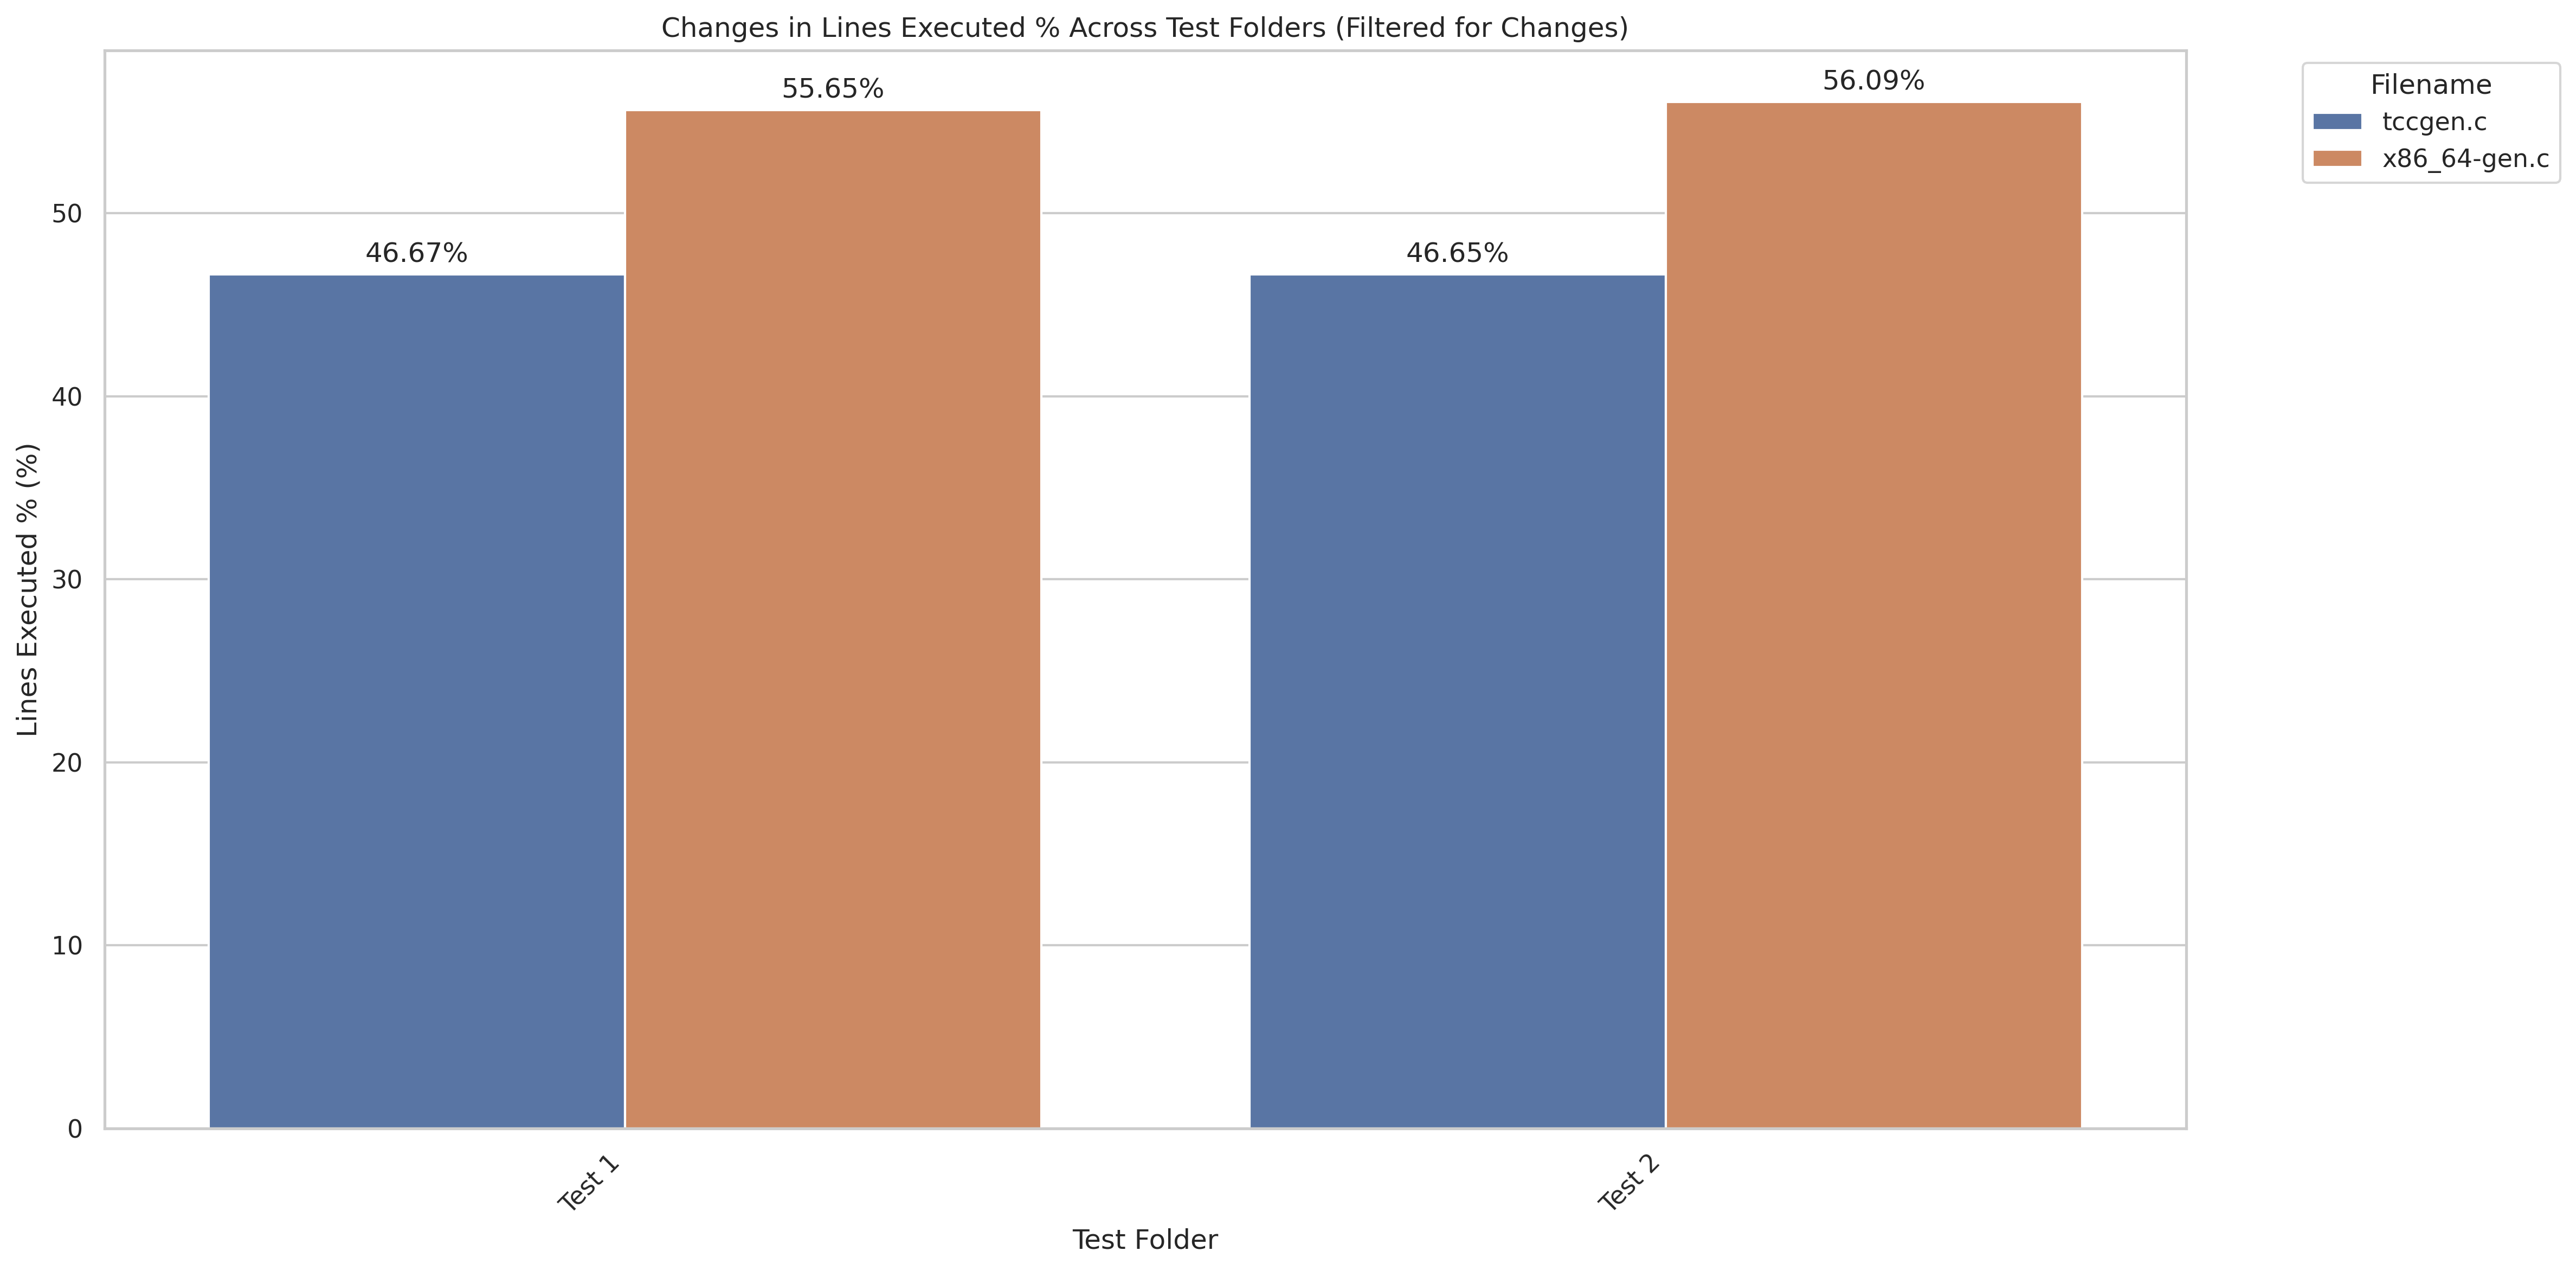 Changes in Lines Executed % Across Test Folders (Filtered for Changes)
55.65%
56.09%
46.67%
46.65%
Filename
tccgen.c
x86_64-gen.c
Lines Executed % (%)
50
40
30
20
10
0
Test 1
Test 2
Test Folder